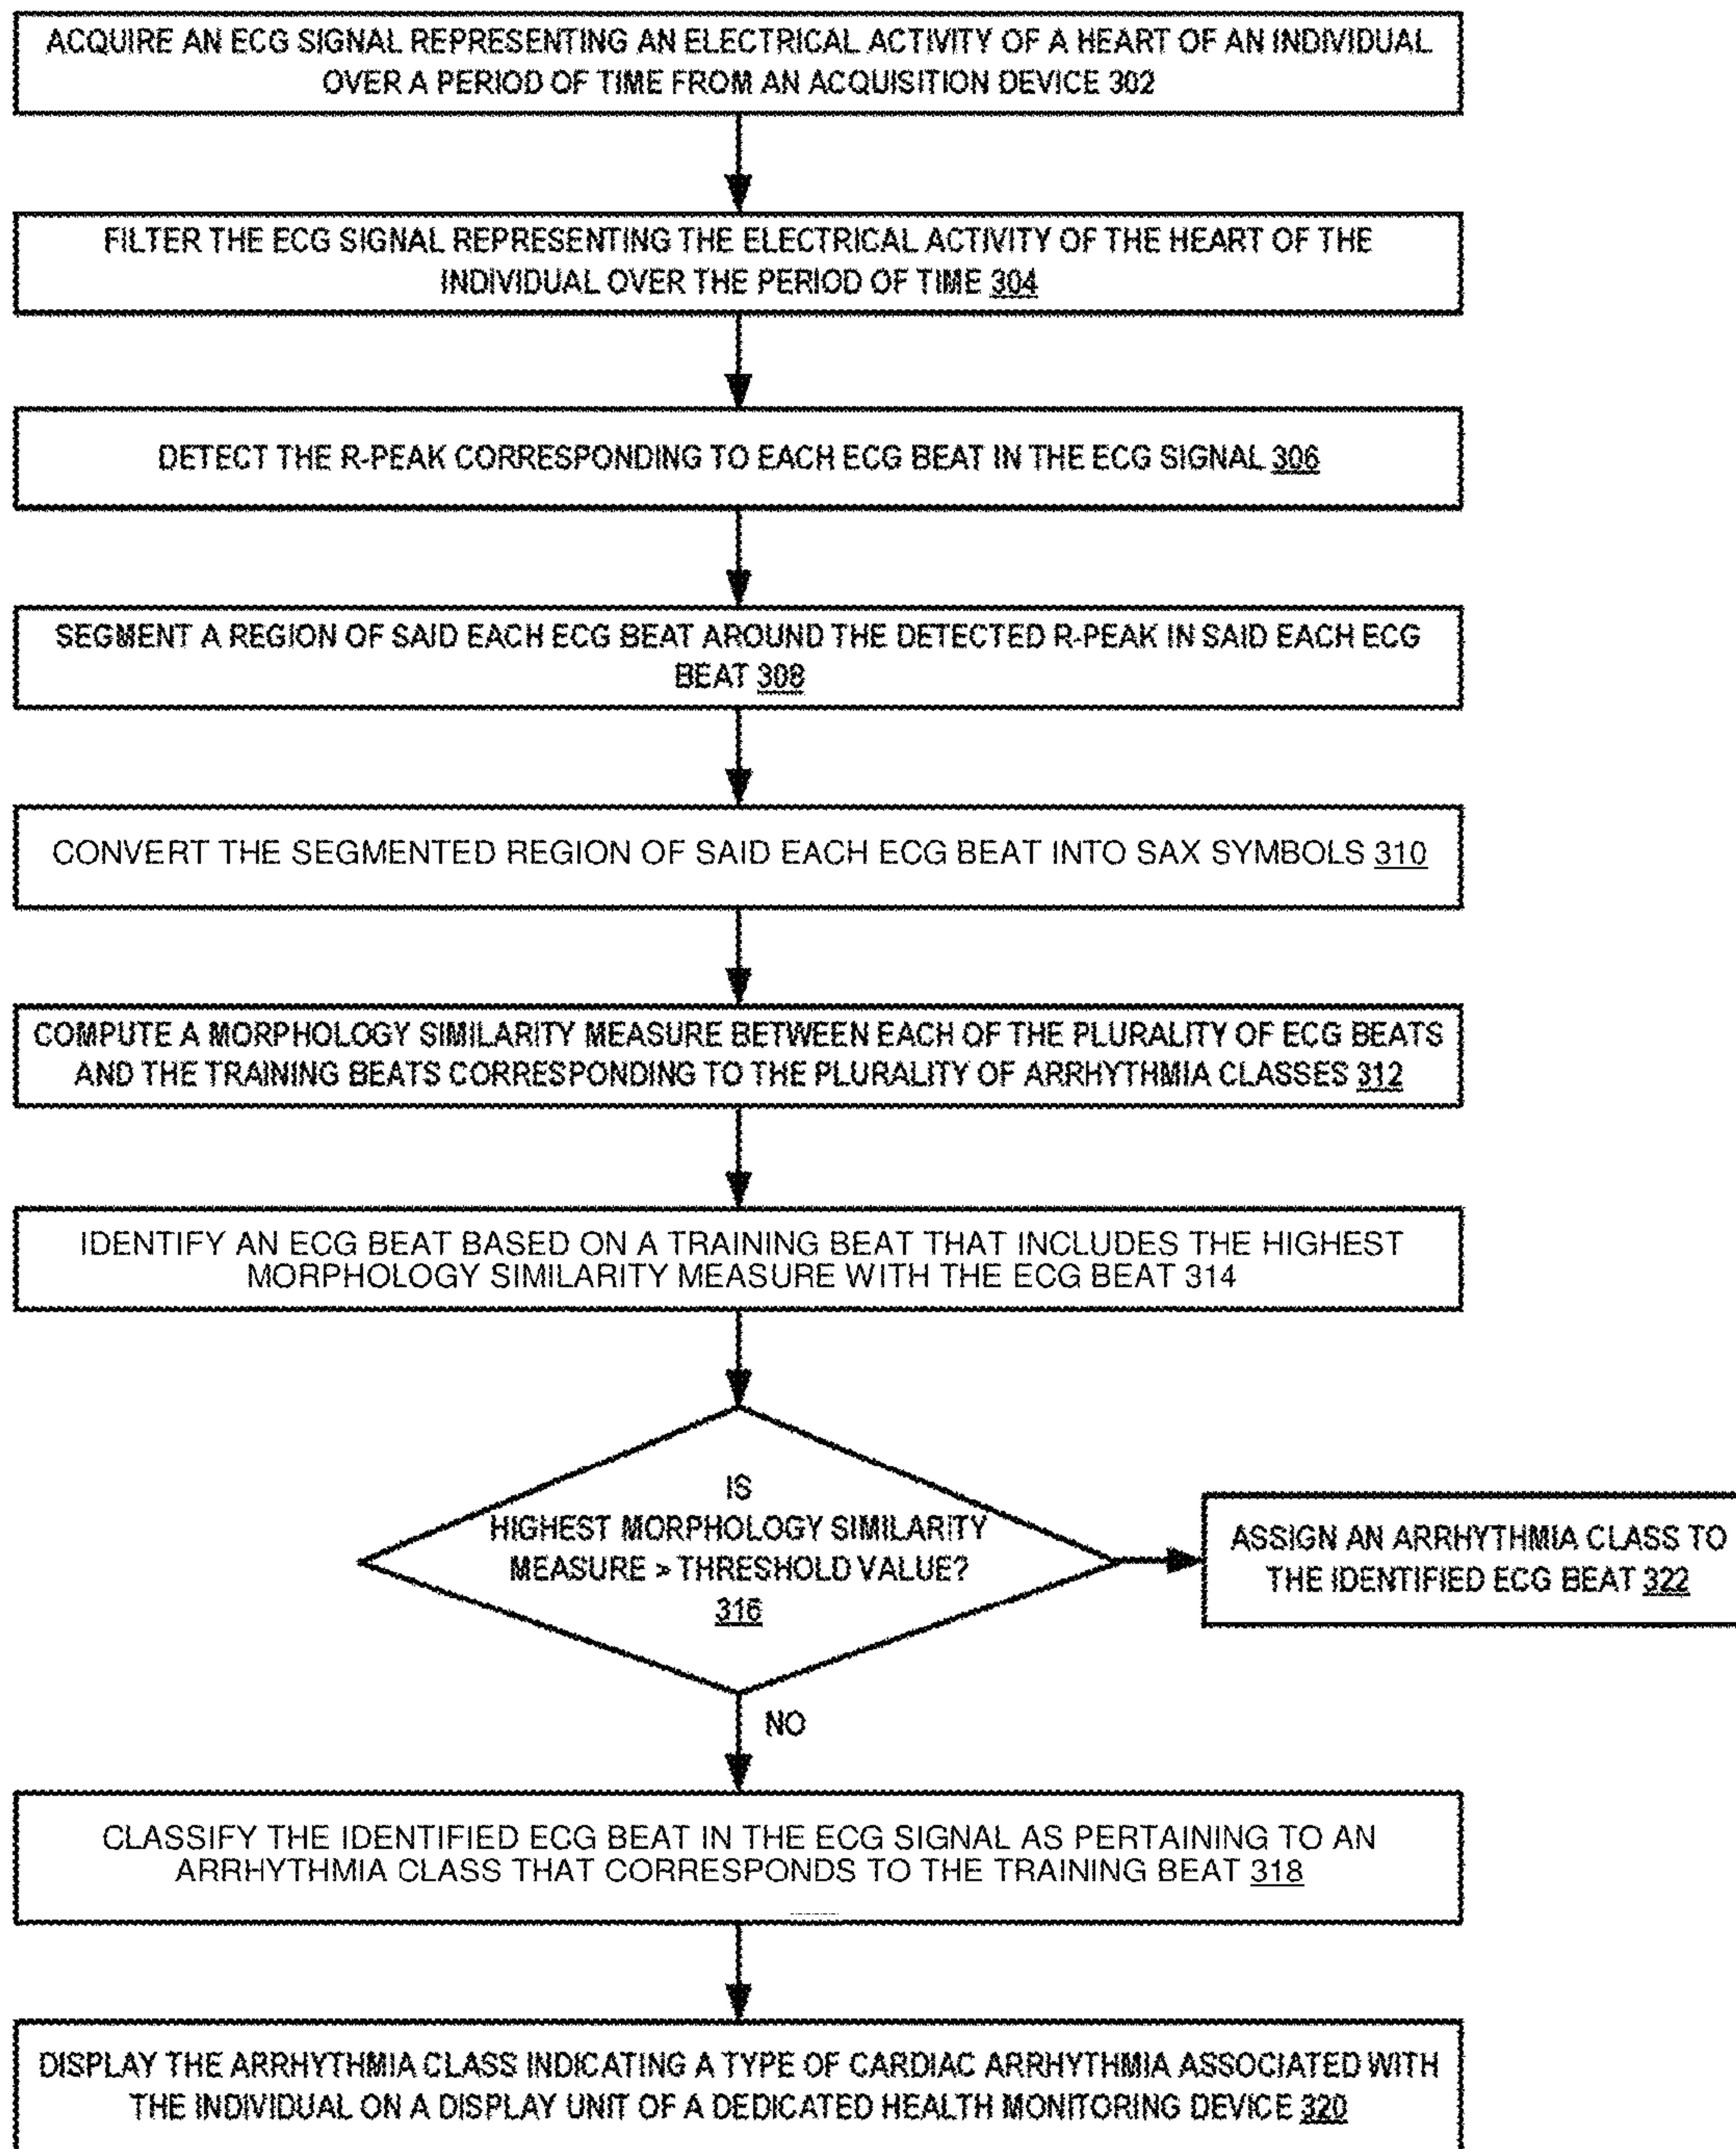 ACQUIRE AN ECG SIGNAL REPRESENTING AN ELECTRICAL ACTIVITY OF A HEART OF AN INDIVIDUAL
OVER A PERIOD OF TIME FROM AN ACQUISITION DEVICE 302
FILTER THE ECG SIGNAL REPRESENTING THE ELECTRICAL ACTIVITY OF THE HEART OF THE
INDIVIDUAL OVER THE PERIOD OF TIME 304
DETECT THE R-PEAK CORRESPONDING TO EACH ECG BEAT IN THE ECG SIGNAL 306
SEGMENT A REGION OF SAID EACH ECG BEAT AROUND THE DETECTED R-PEAK IN SAID EACH ECG
BEAT 308
CONVERT THE SEGMENTED REGION OF SAID EACH ECG BEAT INTO SAX SYMBOLS 310
COMPUTE A MORPHOLOGY SIMILARITY MEASURE BETWEEN EACH OF THE PLURALITY OF ECG BEATS
AND THE TRAINING BEATS CORRESPONDING TO THE PLURALITY OF ARRHYTHMIA CLASSES 312
IDENTIFY AN ECG BEAT BASED ON A TRAINING BEAT THAT INCLUDES THE HIGHEST
MORPHOLOGY SIMILARITY MEASURE WITH THE ECG BEAT 314
IS
HIGHEST MORPHOLOGY SIMILARITY
MEASURE > THRESHOLD VALUE?
316
ASSIGN AN ARRHYTHMIA CLASS TO
THE IDENTIFIED ECG BEAT 322
NO
CLASSIFY THE IDENTIFIED ECG BEAT IN THE ECG SIGNAL AS PERTAINING TO AN
ARRHYTHMIA CLASS THAT CORRESPONDS TO THE TRAINING BEAT 318
DISPLAY THE ARRHYTHMIA CLASS INDICATING A TYPE OF CARDIAC ARRHYTHMIA ASSOCIATED WITH
THE INDIVIDUAL ON A DISPLAY UNIT OF A DEDICATED HEALTH MONITORING DEVICE 320